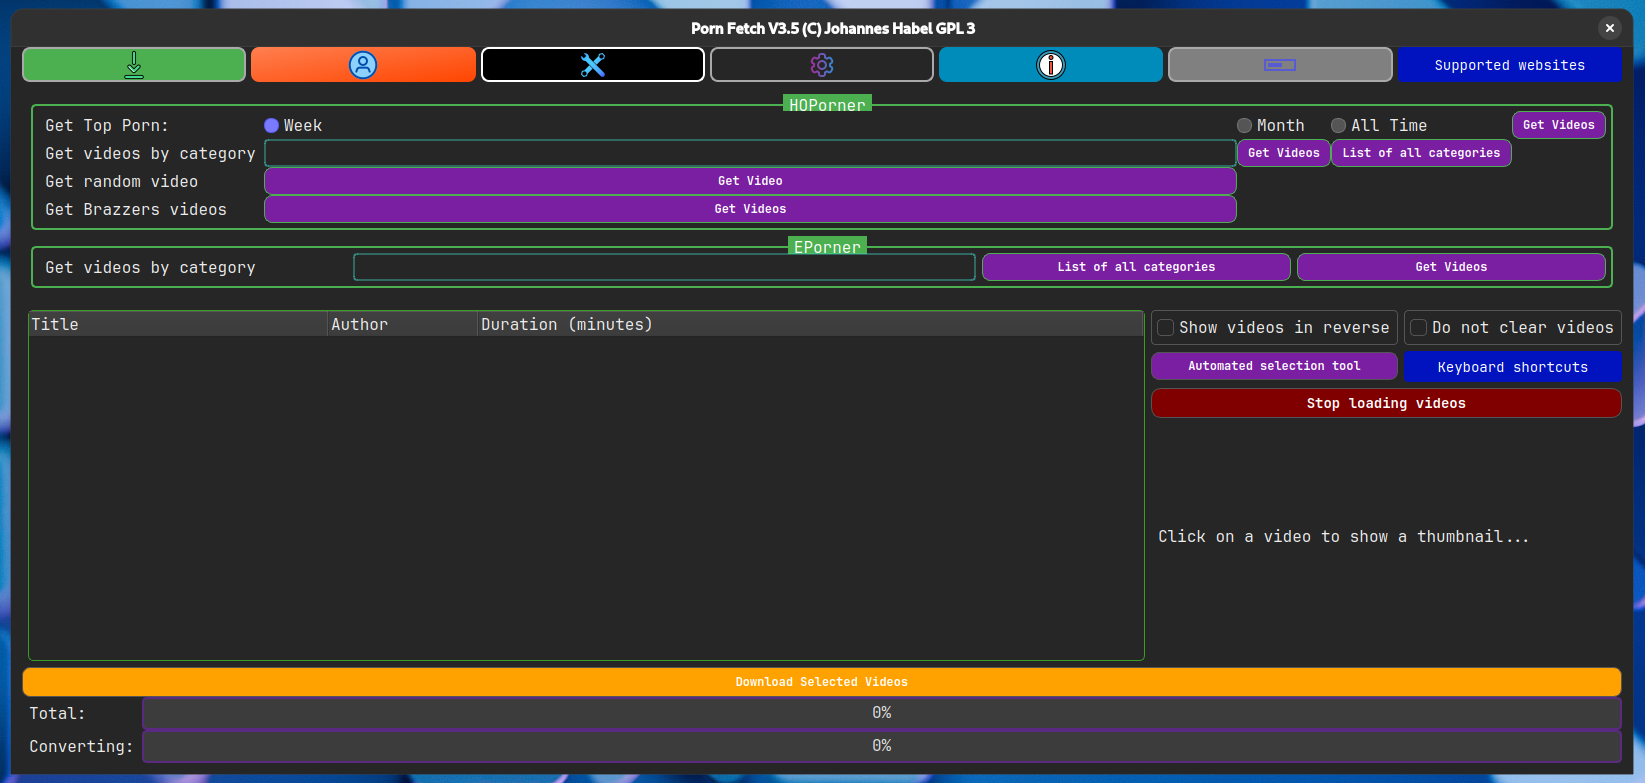 Porn Fetch V3.5 (C) Johannes Habel GPL 3
Supported websites
HQPorner
Get Top Porn: Week Month All Time Get Videos
Get videos by category Get Videos List of all categories
Get random video Get Video
Get Brazzers videos Get Videos
EPorner
Get videos by category List of all categories Get Videos
Title Author Duration (minutes)
Show videos in reverse Do not clear videos
Automated selection tool Keyboard shortcuts
Stop loading videos
Click on a video to show a thumbnail...
Download Selected Videos
Total: 0%
Converting: 0%